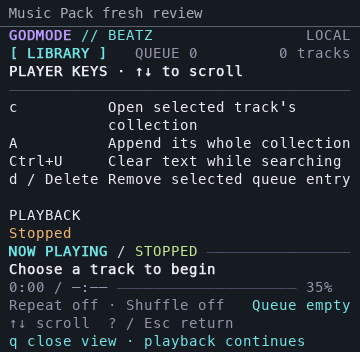 Music Pack fresh review
GODMODE // BEATZ LOCAL
[ LIBRARY ] QUEUE 0 0 tracks
PLAYER KEYS · ↑↓ to scroll
c Open selected track's
collection
A Append its whole collection
Ctrl+U Clear text while searching
d / Delete Remove selected queue entry
PLAYBACK
Stopped
NOW PLAYING / STOPPED
Choose a track to begin
0:00 / —:—— 35%
Repeat off · Shuffle off Queue empty
↑↓ scroll ? / Esc return
q close view · playback continues